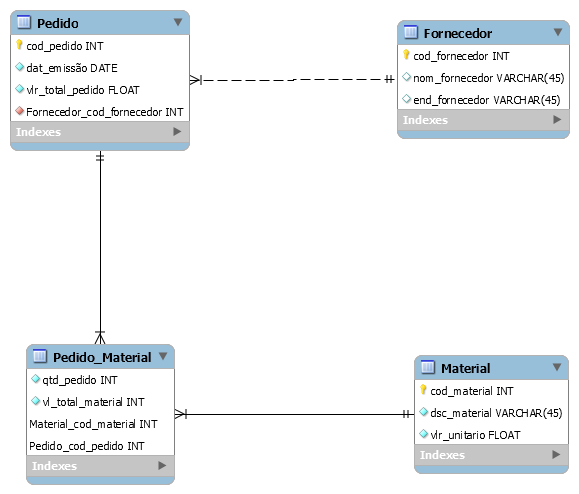 Pedido
cod_pedido INT
dat_emissão DATE
vlr_total_pedido FLOAT
Fornecedor_cod_fornecedor INT
Indexes
Fornecedor
cod_fornecedor INT
nom_fornecedor VARCHAR(45)
end_fornecedor VARCHAR(45)
Indexes
Pedido_Material
qtd_pedido INT
vl_total_material INT
Material_cod_material INT
Pedido_cod_pedido INT
Indexes
Material
cod_material INT
dsc_material VARCHAR(45)
vlr_unitario FLOAT
Indexes